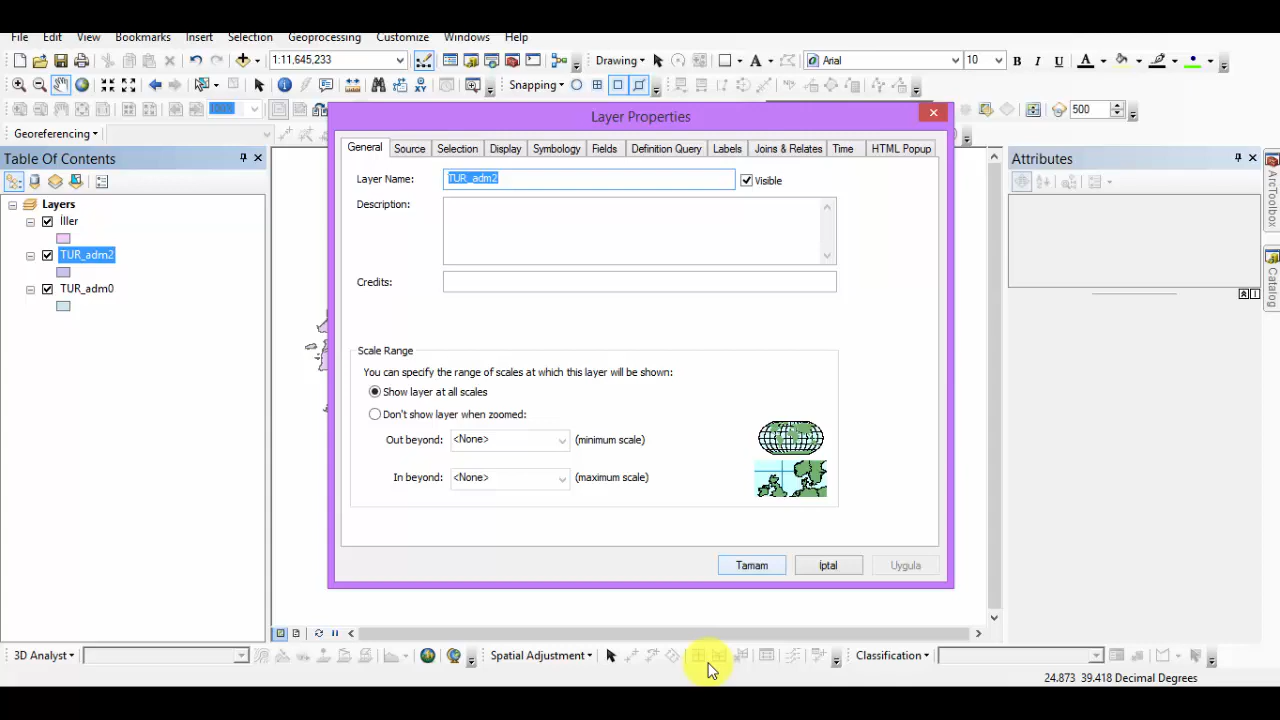 File Edit View Bookmarks Insert Selection Geoprocessing Customize Windows Help
1:11,645,233 Drawing Arial 10 B I U A
Snapping
500
Georeferencing
Layer Properties
Table Of Contents
Layers
İller
TUR_adm2
TUR_adm0
General Source Selection Display Symbology Fields Definition Query Labels Joins & Relates Time HTML Popup
Layer Name: TUR_adm2 Visible
Description:
Credits:
Scale Range
You can specify the range of scales at which this layer will be shown:
Show layer at all scales
Don't show layer when zoomed:
Out beyond: <None> (minimum scale)
In beyond: <None> (maximum scale)
Tamam İptal Uygula
Attributes
ArcToolbox
Catalog
3D Analyst Spatial Adjustment Classification
24.873 39.418 Decimal Degrees